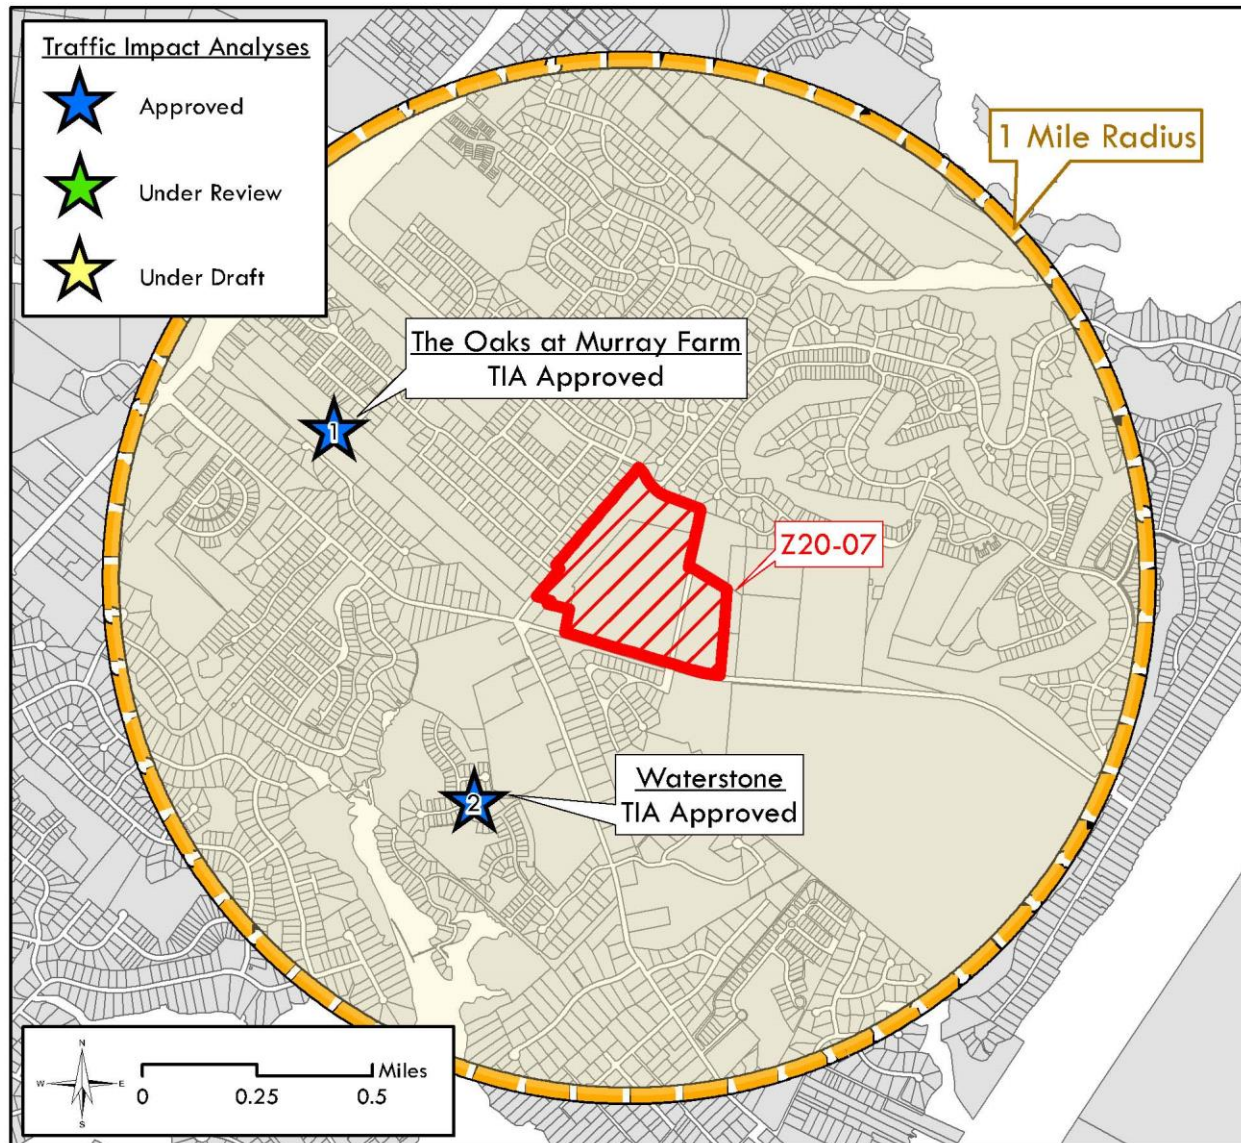 Traffic Impact Analyses
Approved
Under Review
Under Draft
1 Mile Radius
The Oaks at Murray Farm
TIA Approved
1
Z20-07
Waterstone
TIA Approved
2
N
W E
S
Miles
0 0.25 0.5